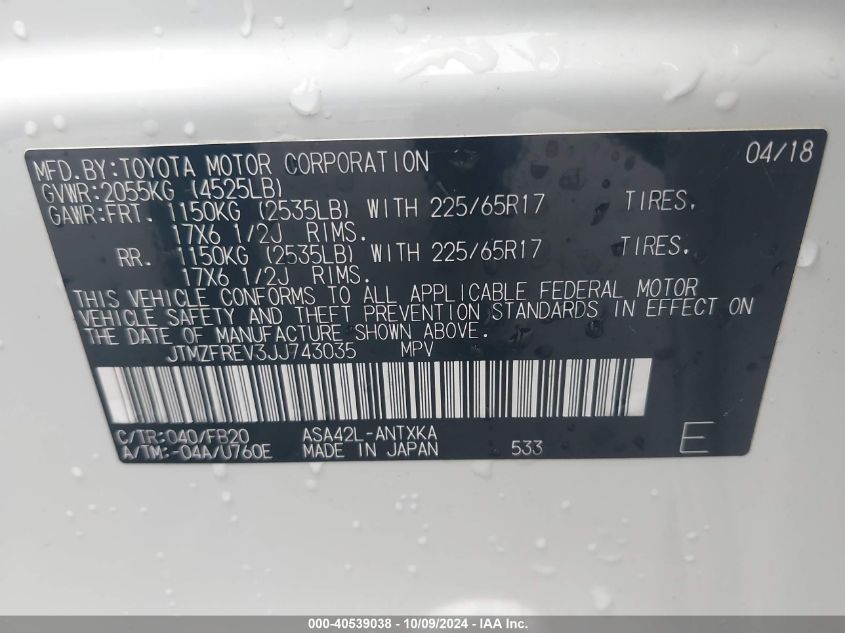 MFD.BY:TOYOTA MOTOR CORPORATION 04/18
GVWR:2055KG (4525LB)
GAWR:FRT. 1150KG (2535LB) WITH 225/65R17 TIRES.
17X6 1/2J RIMS.
RR. 1150KG (2535LB) WITH 225/65R17 TIRES.
17X6 1/2J RIMS.
THIS VEHICLE CONFORMS TO ALL APPLICABLE FEDERAL MOTOR
VEHICLE SAFETY AND THEFT PREVENTION STANDARDS IN EFFECT ON
THE DATE OF MANUFACTURE SHOWN ABOVE.
JTMZFREV3JJ743035 MPV
C/TR:040/FB20 ASA42L-ANTXKA
A/TM:-04A/U760E MADE IN JAPAN 533 E
000-40539038 - 10/09/2024 - IAA Inc.